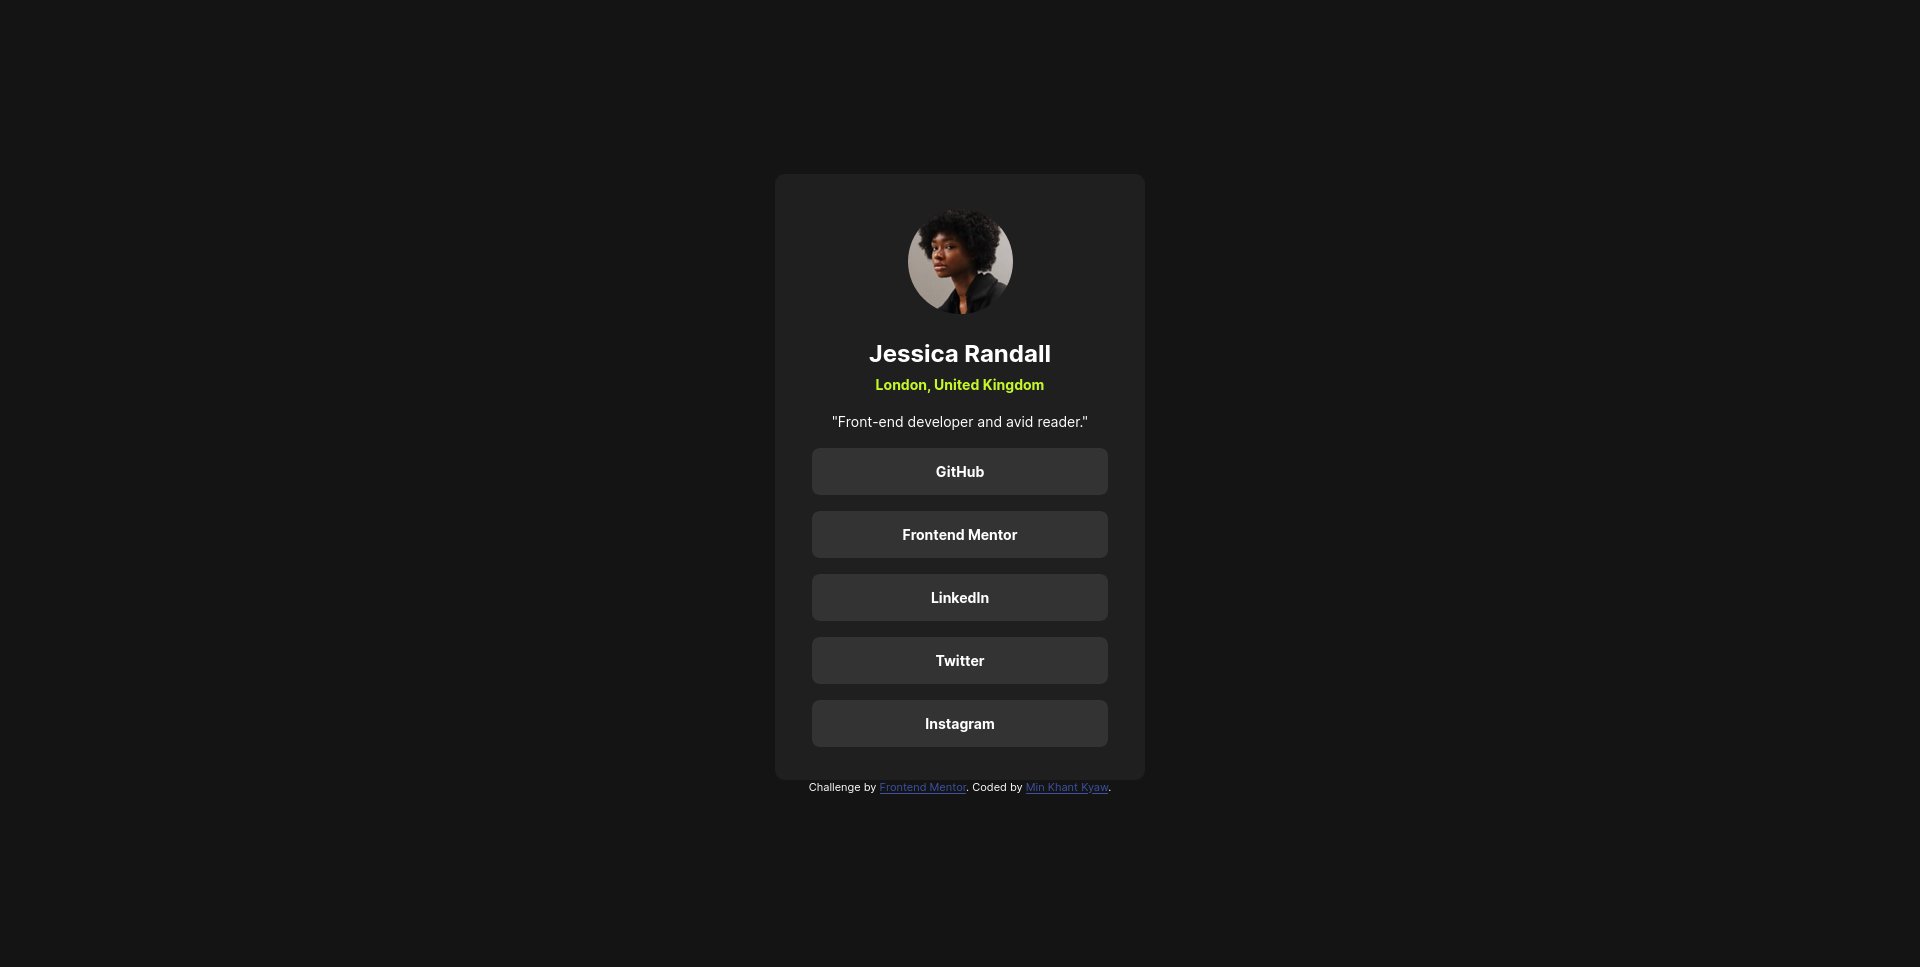 Jessica Randall
London, United Kingdom
"Front-end developer and avid reader."
GitHub
Frontend Mentor
LinkedIn
Twitter
Instagram
Challenge by Frontend Mentor. Coded by Min Khant Kyaw.